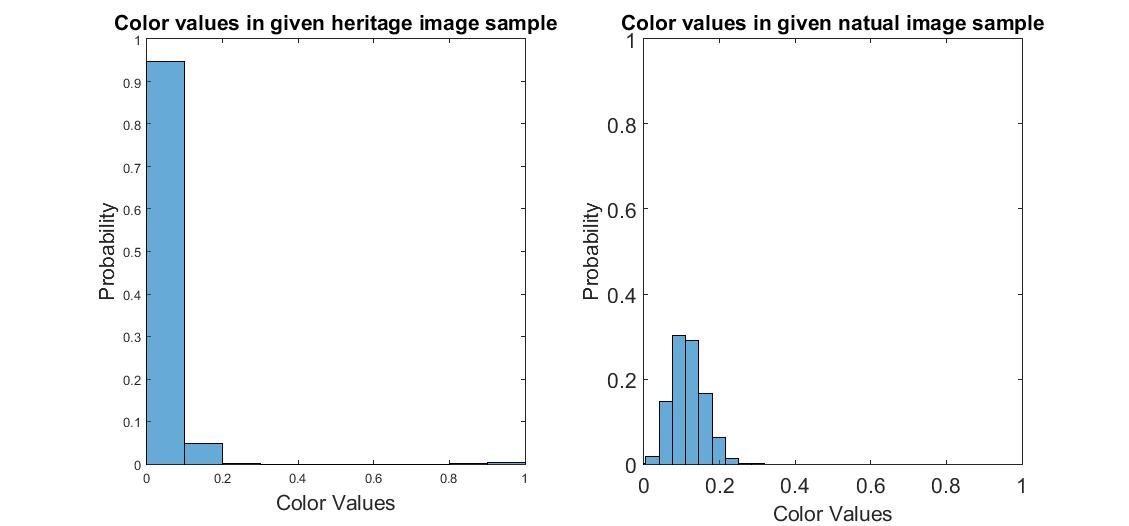 Color values in given heritage image sample
1
0.9
0.8
0.7
0.6
0.5
0.4
0.3
0.2
0.1
0
Probability
0 0.2 0.4 0.6 0.8 1
Color Values
Color values in given natual image sample
1
0.8
0.6
0.4
0.2
0
Probability
0 0.2 0.4 0.6 0.8 1
Color Values